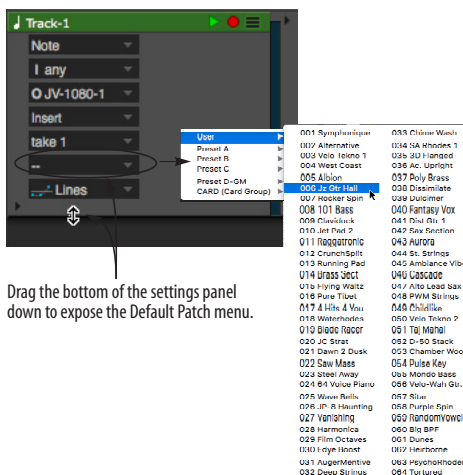 Track-1
Note
I any
O JV-1080-1
Insert
take 1
--
Lines
User
Preset A
Preset B
Preset C
Preset D-GM
CARD (Card Group)
Drag the bottom of the settings panel
down to expose the Default Patch menu.
001 Symphonique
002 Alternative
003 Velo Tekno 1
004 West Coast
005 Albion
006 Jz Gtr Hall
007 Rocker Spin
008 101 Bass
009 Claviduck
010 Jet Pad 2
011 Raggatronic
012 CrunchSplit
013 Running Pad
014 Brass Sect
015 Flying Waltz
016 Pure Tibet
017 4 Hits 4 You
018 Waterhodes
019 Blade Racer
020 JC Strat
021 Dawn 2 Dusk
022 Saw Mass
023 Steel Away
024 64 Voice Piano
025 Wave Bells
026 JP-8 Haunting
027 Vanishing
028 Harmonica
029 Film Octaves
030 Edye Boost
031 AugerMentive
032 Deep Strings
033 Chime Wash
034 SA Rhodes 1
035 3D Flanged
036 Ac. Upright
037 Poly Brass
038 Dissimilate
039 Dulcimer
040 Fantasy Vox
041 Dist Gtr 1
042 Sax Section
043 Aurora
044 St. Strings
045 Ambiance Vib
046 Cascade
047 Alto Lead Sax
048 PWM Strings
049 Childlike
050 Velo Tekno 2
051 Taj Mahal
052 D-50 Stack
053 Chamber Woo
054 Pulse Key
055 Mondo Bass
056 Velo-Wah Gtr.
057 Sitar
058 Purple Spin
059 RandomVowel
060 Big BPF
061 Dunes
062 Heirborne
063 PsychoRhode
064 Tortured